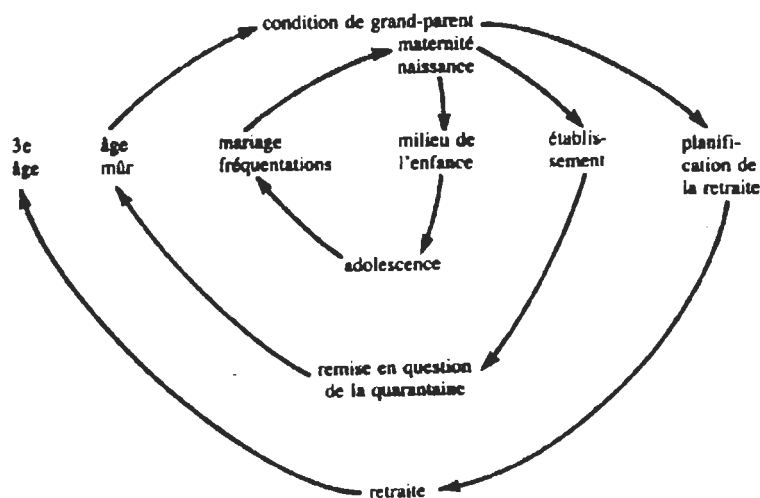 condition de grand-parent
maternité
naissance
3e
âge
âge
mûr
mariage
fréquentations
milieu de
l'enfance
établis-
sement
planifi-
cation de
la retraite
adolescence
remise en question
de la quarantaine
retraite